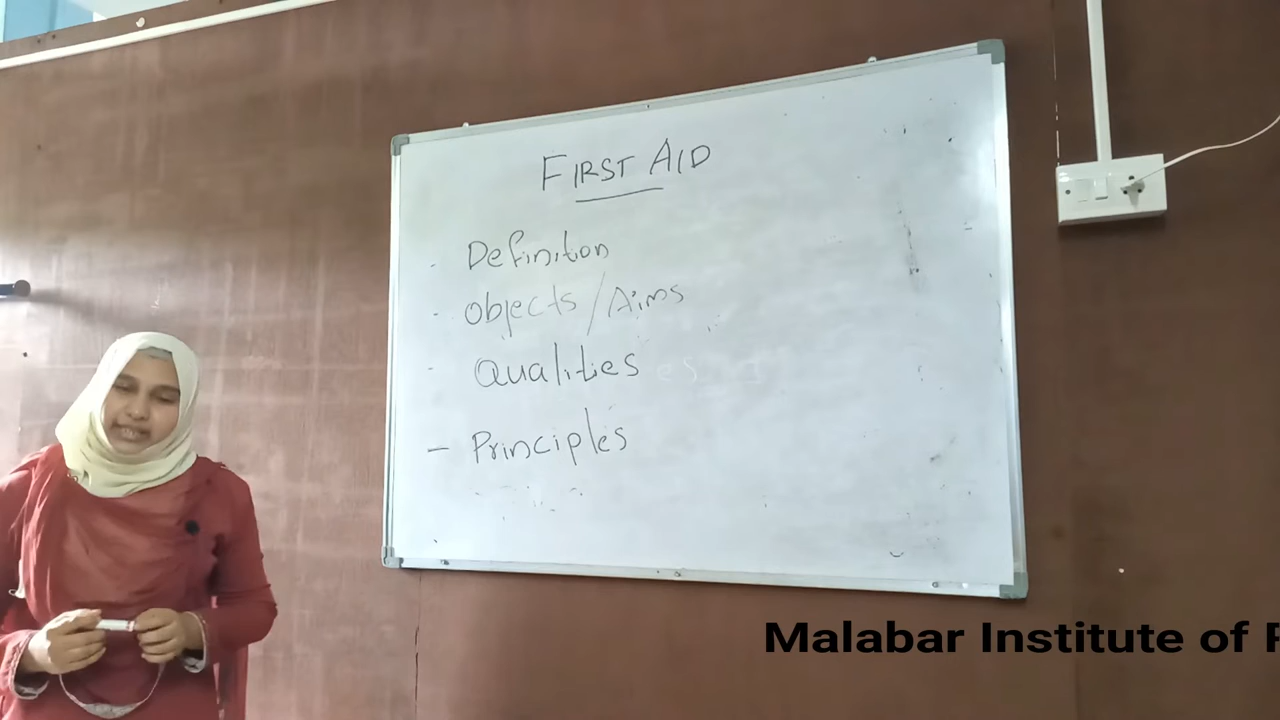 FIRST AID
- Definition
- Objects / Aims
- Qualities
- Principles
Malabar Institute of